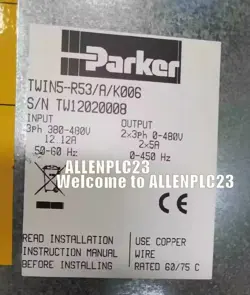 Parker
TWIN5-R53/A/K006
S/N TW12020008
INPUT OUTPUT
3ph 380-480V 2x3ph 0-480V
12.12A 2x5A
50-60 Hz 0-450 Hz
ALLENPLC23
Welcome to ALLENPLC23
READ INSTALLATION USE COPPER
INSTRUCTION MANUAL WIRE
BEFORE INSTALLING RATED 60/75 C